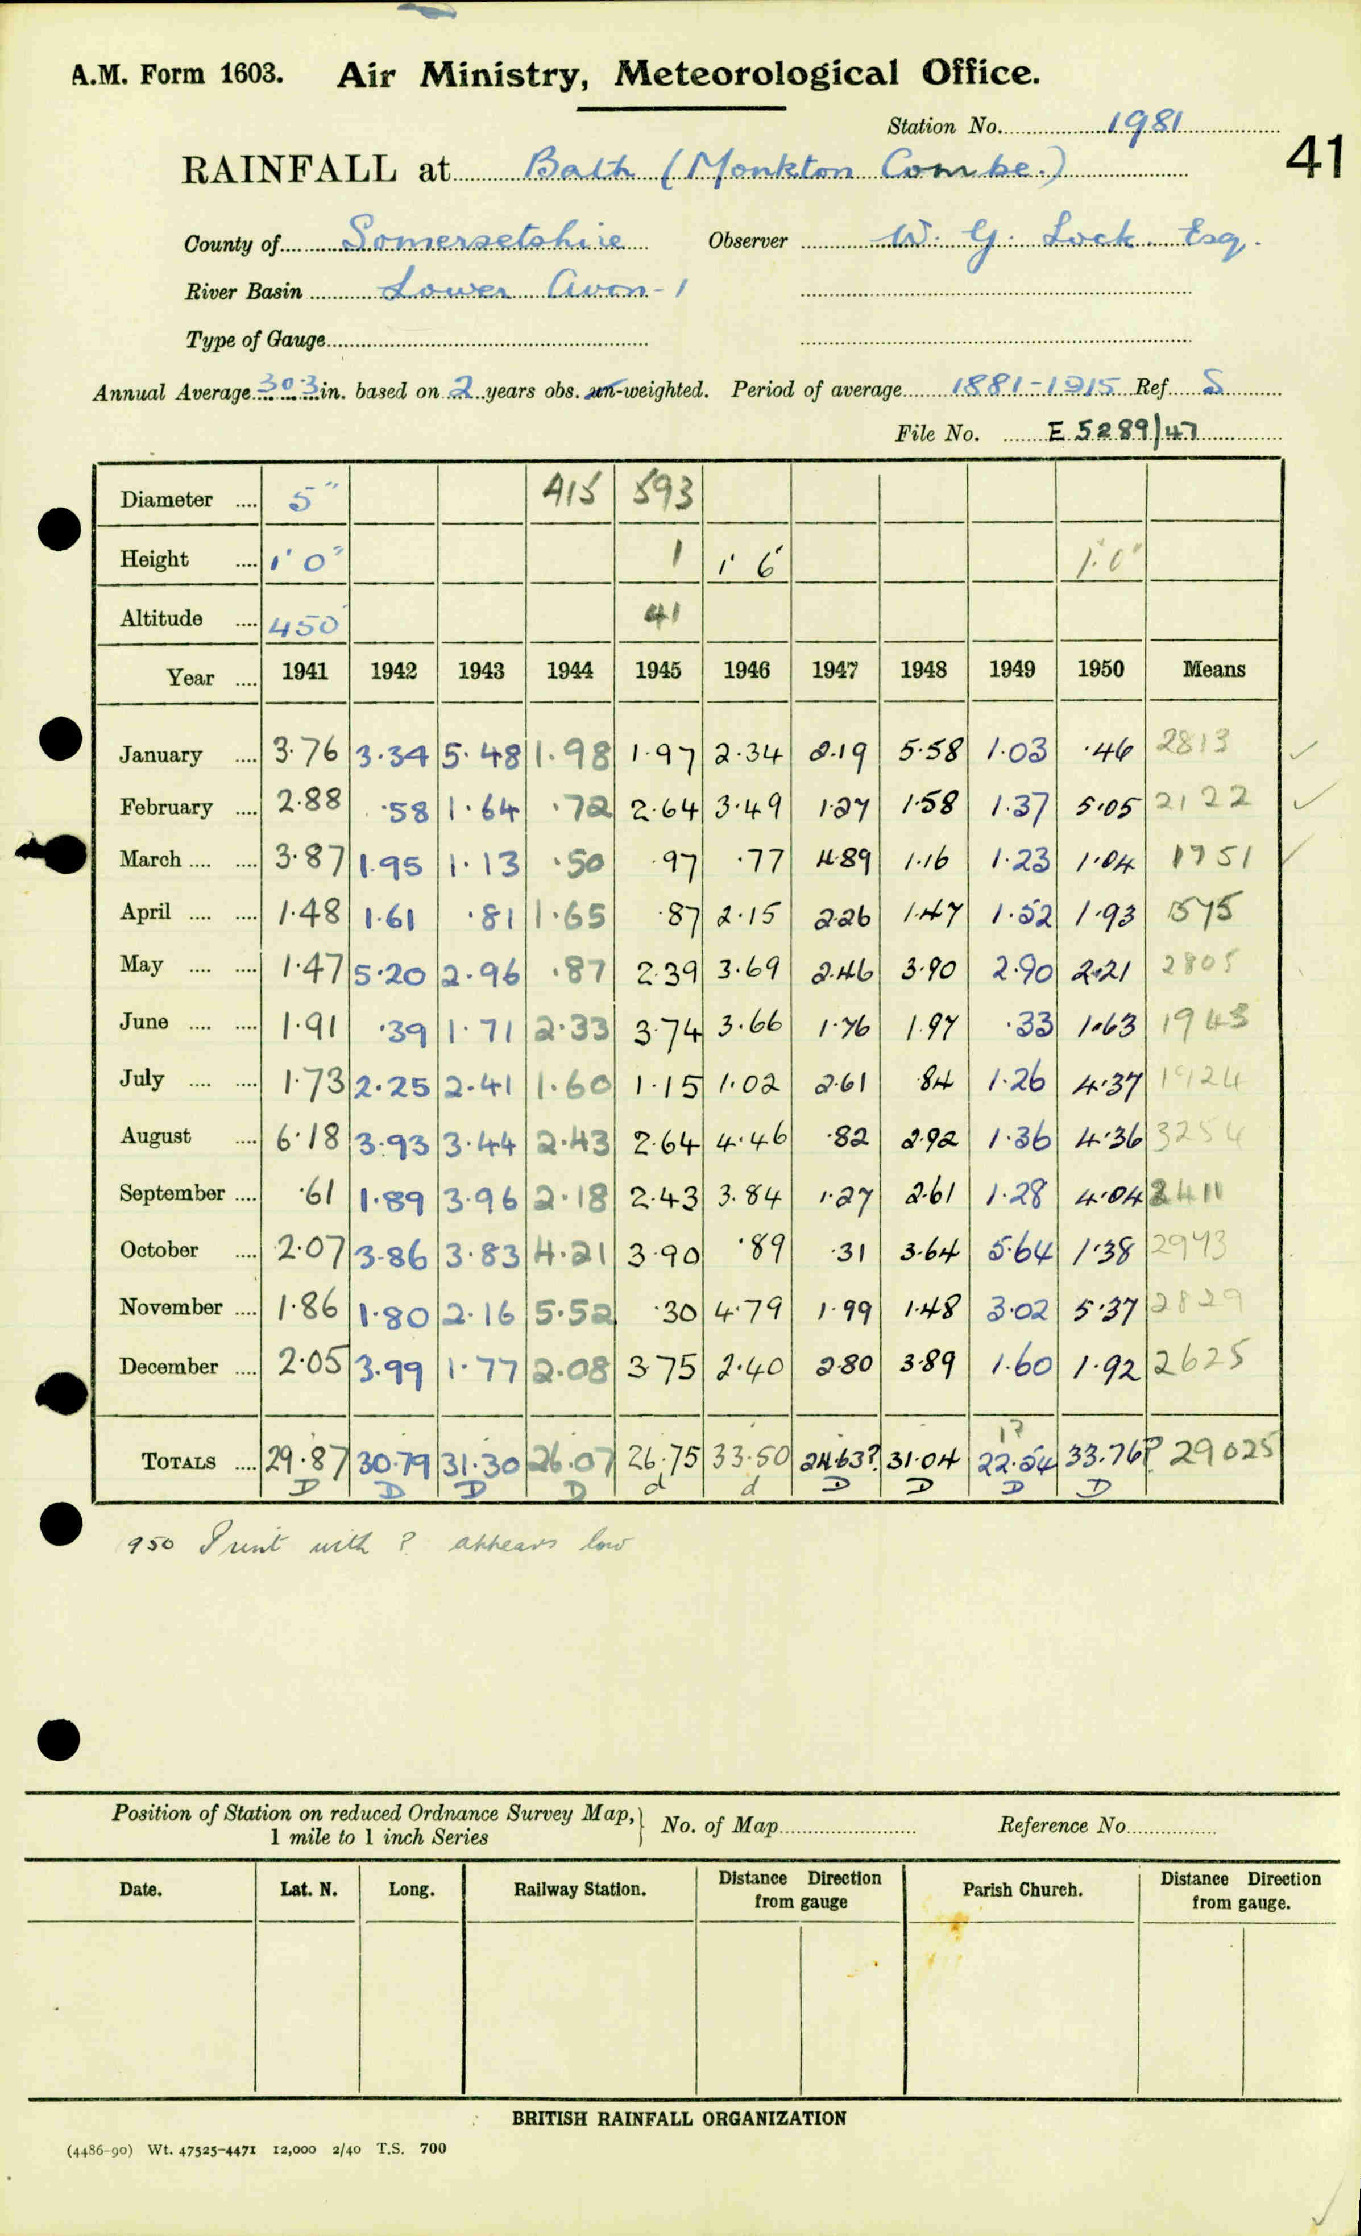 A.M. Form 1603. Air Ministry, Meteorological Office.
Station No. 1981
41
RAINFALL at Bath (Monkton Combe.)
County of Somersetshire Observer W. G. Lock Esq.
River Basin Lower Avon - 1
Type of Gauge
Annual Average 30.3 in. based on 2 years obs. un-weighted. Period of average 1881-1915 Ref S
File No. E 5289/47
Diameter .... 5" 415 593
Height .... 1' 0" 1 1' 6" 1' 0"
Altitude .... 450' 41
Year .... 1941 1942 1943 1944 1945 1946 1947 1948 1949 1950 Means
January .... 3.76 3.34 5.48 1.98 1.97 2.34 2.19 5.58 1.03 .46 2813 ✓
February .... 2.88 .58 1.64 .72 2.64 3.49 1.27 1.58 1.37 5.05 2122 ✓
March .... .... 3.87 1.95 1.13 .50 .97 .77 4.89 1.16 1.23 1.04 1751 ✓
April .... .... 1.48 1.61 .81 1.65 .87 2.15 2.26 1.47 1.52 1.93 1575
May .... .... 1.47 5.20 2.96 .87 2.39 3.69 2.46 3.90 2.90 2.21 2805
June .... .... 1.91 .39 1.71 2.33 3.74 3.66 1.76 1.97 .33 1.63 1943
July .... .... 1.73 2.25 2.41 1.60 1.15 1.02 2.61 .84 1.26 4.37 1924
August .... 6.18 3.93 3.44 2.43 2.64 4.46 .82 2.92 1.36 4.36 3254
September .... .61 1.89 3.96 2.18 2.43 3.84 1.27 2.61 1.28 4.04 2411
October .... 2.07 3.86 3.83 4.21 3.90 .89 .31 3.64 5.64 1.38 2973
November .... 1.86 1.80 2.16 5.52 .30 4.79 1.99 1.48 3.02 5.37 2829
December .... 2.05 3.99 1.77 2.08 3.75 2.40 2.80 3.89 1.60 1.92 2625
TOTALS .... 29.87 30.79 31.30 26.07 26.75 33.50 24.63? 31.04 22.54 33.76? 29025
D D D D d d D D D D
950 Print with ? appears low
Position of Station on reduced Ordnance Survey Map, 1 mile to 1 inch Series No. of Map Reference No.
Date. Lat. N. Long. Railway Station. Distance Direction from gauge Parish Church. Distance Direction from gauge.
BRITISH RAINFALL ORGANIZATION
(4486-90) Wt. 47525-4471 12,000 2/40 T.S. 700